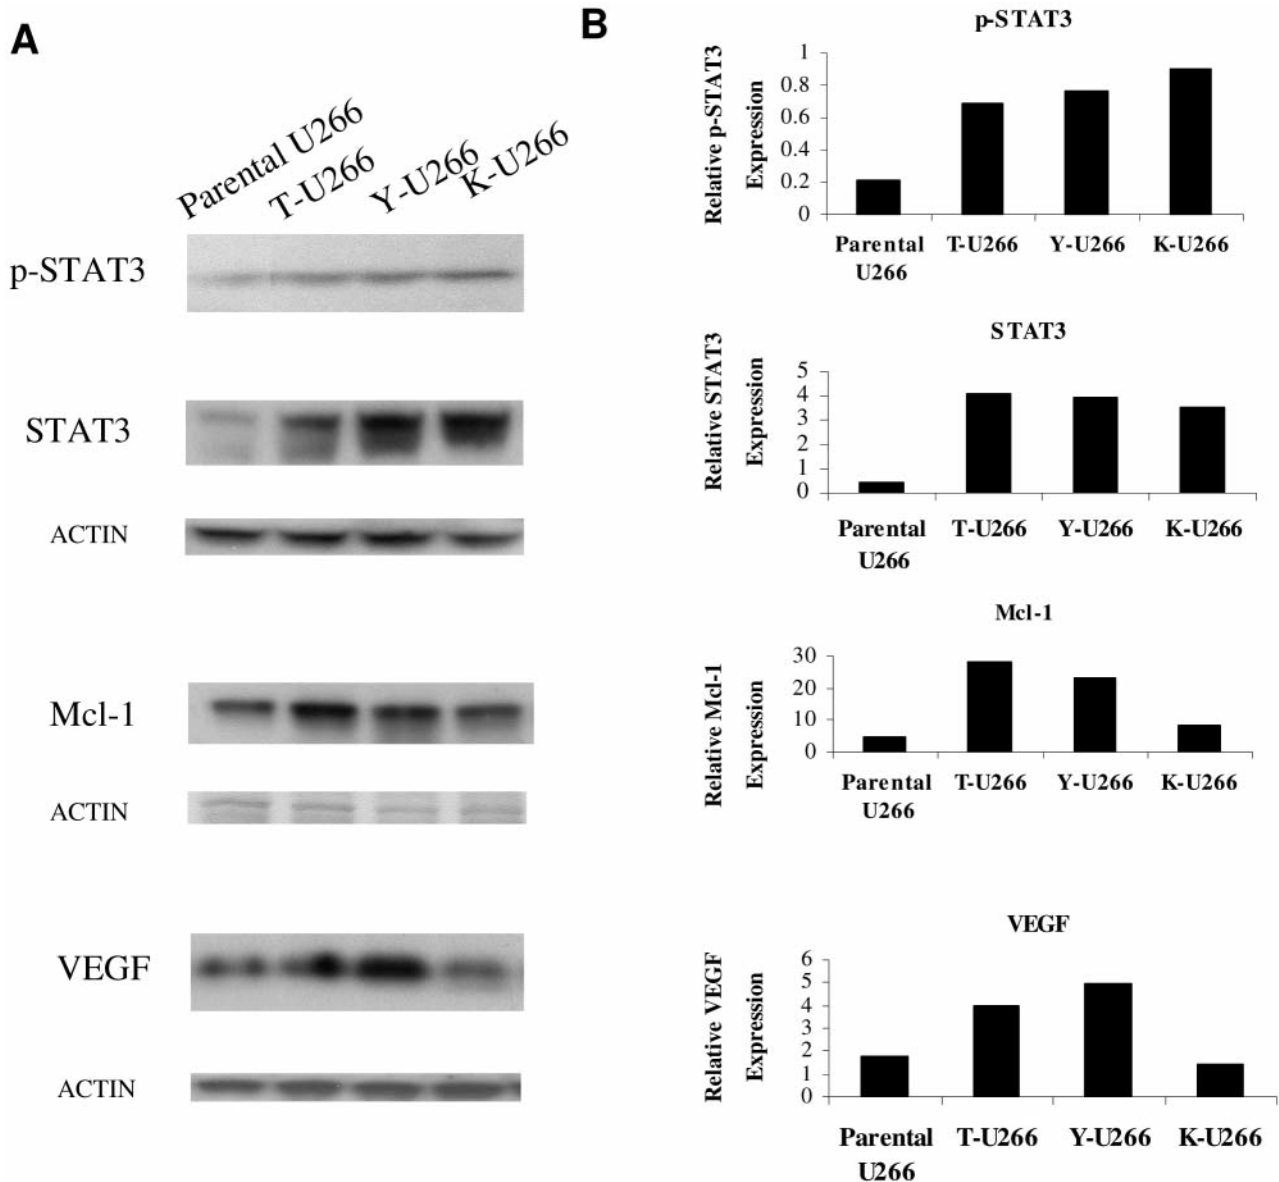 A
Parental U266
T-U266
Y-U266
K-U266
p-STAT3
STAT3
ACTIN
Mcl-1
ACTIN
VEGF
ACTIN
B
p-STAT3
Relative p-STAT3
Expression
1
0.8
0.6
0.4
0.2
0
Parental T-U266 Y-U266 K-U266
U266
STAT3
Relative STAT3
Expression
5
4
3
2
1
0
Parental T-U266 Y-U266 K-U266
U266
Mcl-1
Relative Mcl-1
Expression
30
20
10
0
Parental T-U266 Y-U266 K-U266
U266
VEGF
Relative VEGF
Expression
6
5
4
3
2
1
0
Parental T-U266 Y-U266 K-U266
U266